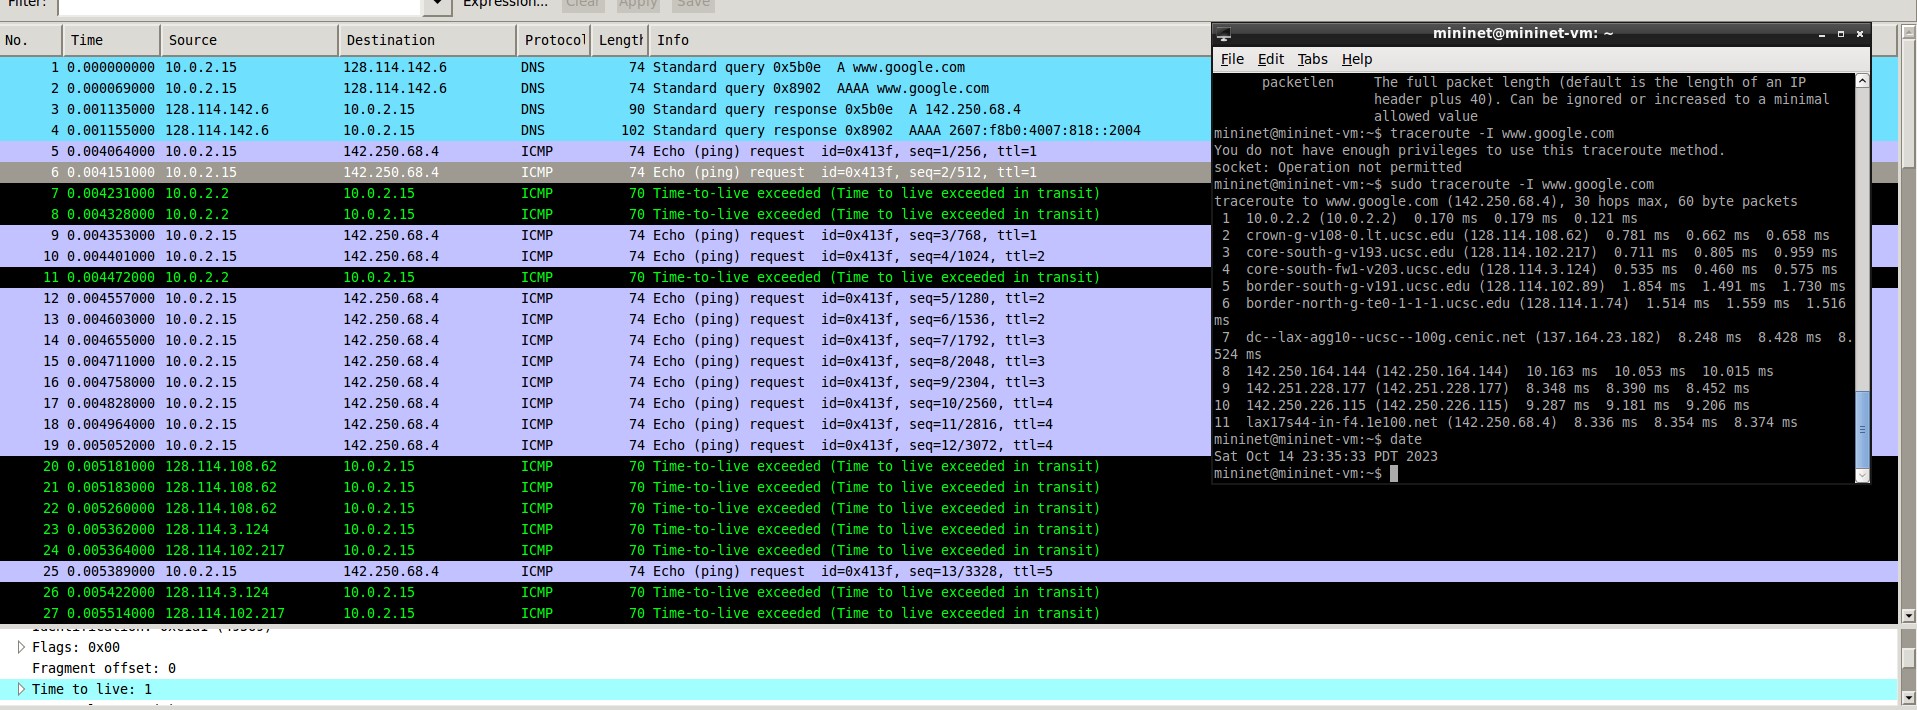 Filter: Expression... Clear Apply Save
No. Time Source Destination Protocol Length Info
1 0.000000000 10.0.2.15 128.114.142.6 DNS 74 Standard query 0x5b0e  A www.google.com
2 0.000069000 10.0.2.15 128.114.142.6 DNS 74 Standard query 0x8902  AAAA www.google.com
3 0.001135000 128.114.142.6 10.0.2.15 DNS 90 Standard query response 0x5b0e  A 142.250.68.4
4 0.001155000 128.114.142.6 10.0.2.15 DNS 102 Standard query response 0x8902  AAAA 2607:f8b0:4007:818::2004
5 0.004064000 10.0.2.15 142.250.68.4 ICMP 74 Echo (ping) request  id=0x413f, seq=1/256, ttl=1
6 0.004151000 10.0.2.15 142.250.68.4 ICMP 74 Echo (ping) request  id=0x413f, seq=2/512, ttl=1
7 0.004231000 10.0.2.2 10.0.2.15 ICMP 70 Time-to-live exceeded (Time to live exceeded in transit)
8 0.004328000 10.0.2.2 10.0.2.15 ICMP 70 Time-to-live exceeded (Time to live exceeded in transit)
9 0.004353000 10.0.2.15 142.250.68.4 ICMP 74 Echo (ping) request  id=0x413f, seq=3/768, ttl=1
10 0.004401000 10.0.2.15 142.250.68.4 ICMP 74 Echo (ping) request  id=0x413f, seq=4/1024, ttl=2
11 0.004472000 10.0.2.2 10.0.2.15 ICMP 70 Time-to-live exceeded (Time to live exceeded in transit)
12 0.004557000 10.0.2.15 142.250.68.4 ICMP 74 Echo (ping) request  id=0x413f, seq=5/1280, ttl=2
13 0.004603000 10.0.2.15 142.250.68.4 ICMP 74 Echo (ping) request  id=0x413f, seq=6/1536, ttl=2
14 0.004655000 10.0.2.15 142.250.68.4 ICMP 74 Echo (ping) request  id=0x413f, seq=7/1792, ttl=3
15 0.004711000 10.0.2.15 142.250.68.4 ICMP 74 Echo (ping) request  id=0x413f, seq=8/2048, ttl=3
16 0.004758000 10.0.2.15 142.250.68.4 ICMP 74 Echo (ping) request  id=0x413f, seq=9/2304, ttl=3
17 0.004828000 10.0.2.15 142.250.68.4 ICMP 74 Echo (ping) request  id=0x413f, seq=10/2560, ttl=4
18 0.004964000 10.0.2.15 142.250.68.4 ICMP 74 Echo (ping) request  id=0x413f, seq=11/2816, ttl=4
19 0.005052000 10.0.2.15 142.250.68.4 ICMP 74 Echo (ping) request  id=0x413f, seq=12/3072, ttl=4
20 0.005181000 128.114.108.62 10.0.2.15 ICMP 70 Time-to-live exceeded (Time to live exceeded in transit)
21 0.005183000 128.114.108.62 10.0.2.15 ICMP 70 Time-to-live exceeded (Time to live exceeded in transit)
22 0.005260000 128.114.108.62 10.0.2.15 ICMP 70 Time-to-live exceeded (Time to live exceeded in transit)
23 0.005362000 128.114.3.124 10.0.2.15 ICMP 70 Time-to-live exceeded (Time to live exceeded in transit)
24 0.005364000 128.114.102.217 10.0.2.15 ICMP 70 Time-to-live exceeded (Time to live exceeded in transit)
25 0.005389000 10.0.2.15 142.250.68.4 ICMP 74 Echo (ping) request  id=0x413f, seq=13/3328, ttl=5
26 0.005422000 128.114.3.124 10.0.2.15 ICMP 70 Time-to-live exceeded (Time to live exceeded in transit)
27 0.005514000 128.114.102.217 10.0.2.15 ICMP 70 Time-to-live exceeded (Time to live exceeded in transit)
Flags: 0x00
Fragment offset: 0
Time to live: 1
mininet@mininet-vm: ~
File Edit Tabs Help
packetlen     The full packet length (default is the length of an IP
header plus 40). Can be ignored or increased to a minimal
allowed value
mininet@mininet-vm:~$ traceroute -I www.google.com
You do not have enough privileges to use this traceroute method.
socket: Operation not permitted
mininet@mininet-vm:~$ sudo traceroute -I www.google.com
traceroute to www.google.com (142.250.68.4), 30 hops max, 60 byte packets
1  10.0.2.2 (10.0.2.2)  0.170 ms  0.179 ms  0.121 ms
2  crown-g-v108-0.lt.ucsc.edu (128.114.108.62)  0.781 ms  0.662 ms  0.658 ms
3  core-south-g-v193.ucsc.edu (128.114.102.217)  0.711 ms  0.805 ms  0.959 ms
4  core-south-fw1-v203.ucsc.edu (128.114.3.124)  0.535 ms  0.460 ms  0.575 ms
5  border-south-g-v191.ucsc.edu (128.114.102.89)  1.854 ms  1.491 ms  1.730 ms
6  border-north-g-te0-1-1-1.ucsc.edu (128.114.1.74)  1.514 ms  1.559 ms  1.516
ms
7  dc--lax-agg10--ucsc--100g.cenic.net (137.164.23.182)  8.248 ms  8.428 ms  8.
524 ms
8  142.250.164.144 (142.250.164.144)  10.163 ms  10.053 ms  10.015 ms
9  142.251.228.177 (142.251.228.177)  8.348 ms  8.390 ms  8.452 ms
10  142.250.226.115 (142.250.226.115)  9.287 ms  9.181 ms  9.206 ms
11  lax17s44-in-f4.1e100.net (142.250.68.4)  8.336 ms  8.354 ms  8.374 ms
mininet@mininet-vm:~$ date
Sat Oct 14 23:35:33 PDT 2023
mininet@mininet-vm:~$